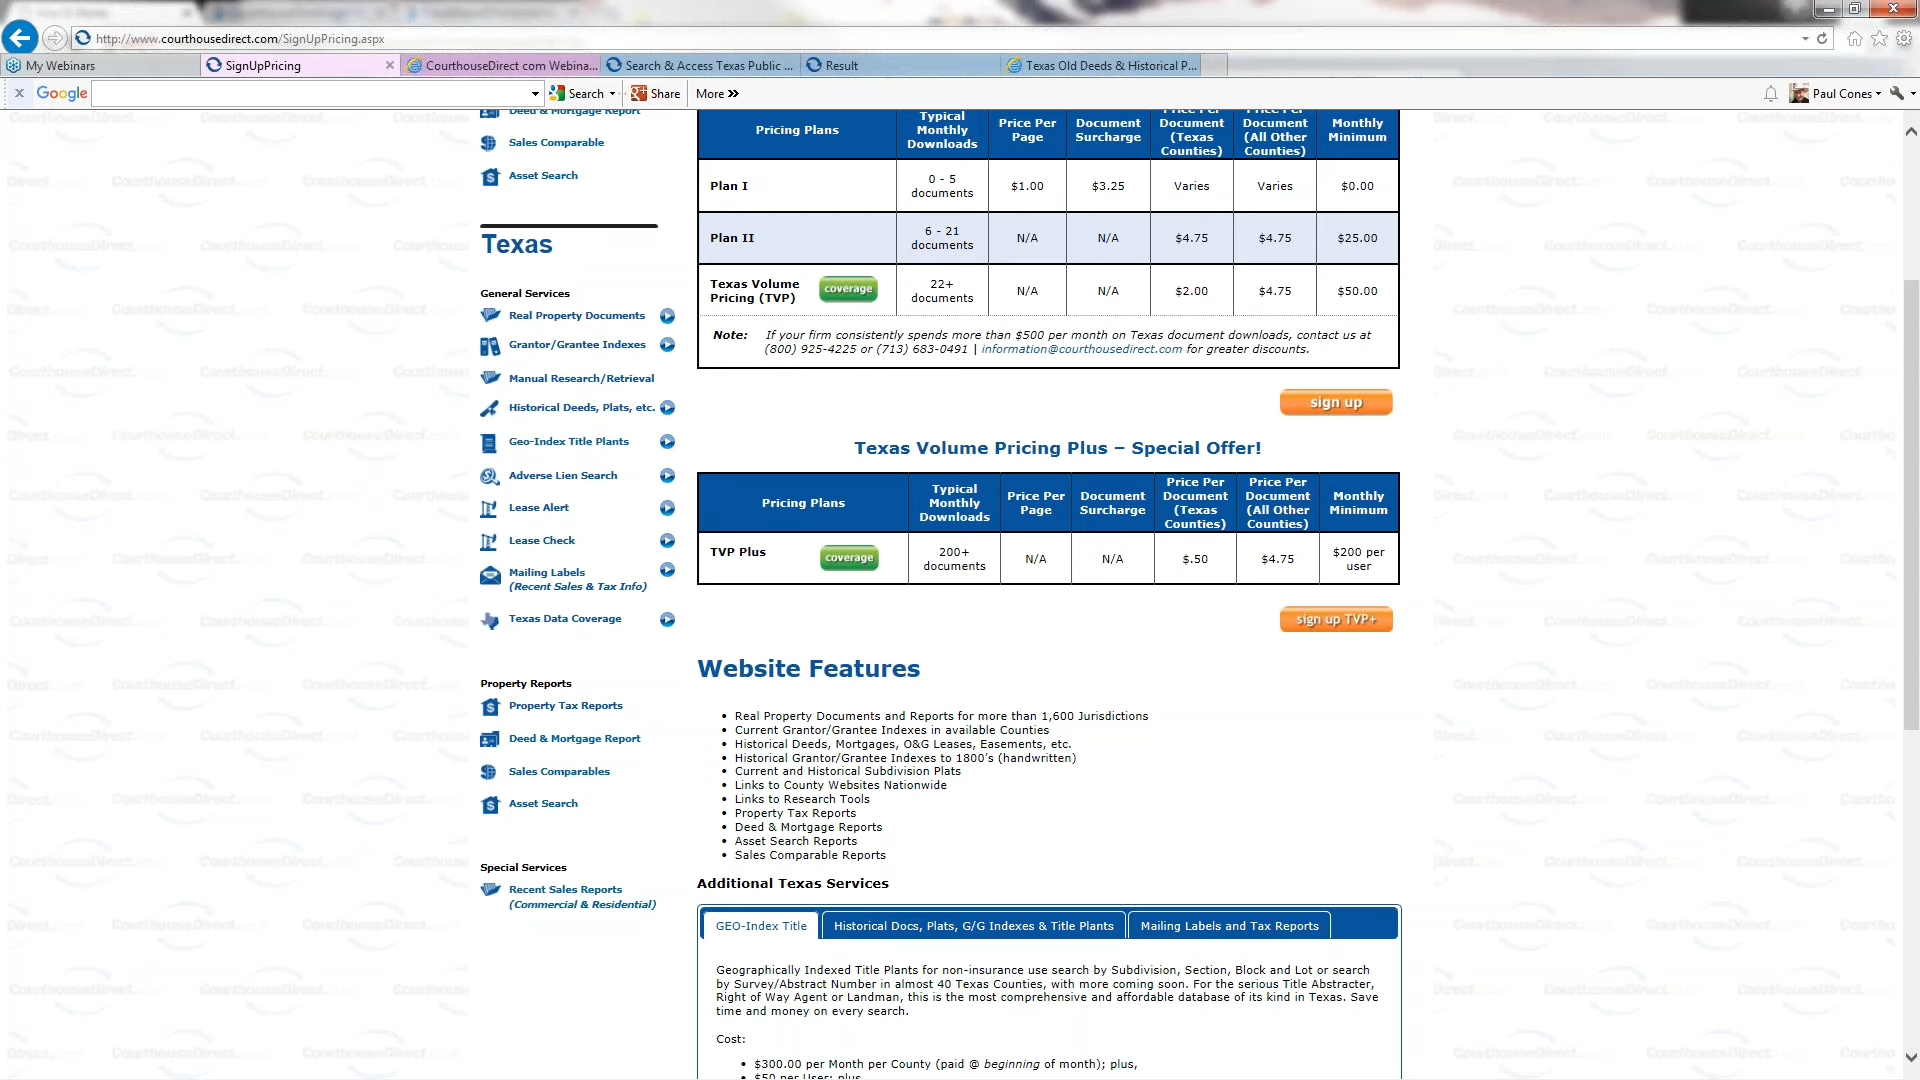 http://www.courthousedirect.com/SignUpPricing.aspx
My Webinars
SignUpPricing
CourthouseDirect com Webina...
Search & Access Texas Public ...
Result
Texas Old Deeds & Historical P...
Google
Search
Share
More »
Paul Cones
Deed & Mortgage Report
Sales Comparable
Asset Search
Texas
General Services
Real Property Documents
Grantor/Grantee Indexes
Manual Research/Retrieval
Historical Deeds, Plats, etc.
Geo-Index Title Plants
Adverse Lien Search
Lease Alert
Lease Check
Mailing Labels
(Recent Sales & Tax Info)
Texas Data Coverage
Property Reports
Property Tax Reports
Deed & Mortgage Report
Sales Comparables
Asset Search
Special Services
Recent Sales Reports
(Commercial & Residential)
Pricing Plans
Typical Monthly Downloads
Price Per Page
Document Surcharge
Price Per Document (Texas Counties)
Price Per Document (All Other Counties)
Monthly Minimum
Plan I 0 - 5 documents $1.00 $3.25 Varies Varies $0.00
Plan II 6 - 21 documents N/A N/A $4.75 $4.75 $25.00
Texas Volume Pricing (TVP) coverage 22+ documents N/A N/A $2.00 $4.75 $50.00
Note: If your firm consistently spends more than $500 per month on Texas document downloads, contact us at
(800) 925-4225 or (713) 683-0491 | information@courthousedirect.com for greater discounts.
sign up
Texas Volume Pricing Plus – Special Offer!
Pricing Plans
Typical Monthly Downloads
Price Per Page
Document Surcharge
Price Per Document (Texas Counties)
Price Per Document (All Other Counties)
Monthly Minimum
TVP Plus coverage 200+ documents N/A N/A $.50 $4.75 $200 per user
sign up TVP+
Website Features
• Real Property Documents and Reports for more than 1,600 Jurisdictions
• Current Grantor/Grantee Indexes in available Counties
• Historical Deeds, Mortgages, O&G Leases, Easements, etc.
• Historical Grantor/Grantee Indexes to 1800's (handwritten)
• Current and Historical Subdivision Plats
• Links to County Websites Nationwide
• Links to Research Tools
• Property Tax Reports
• Deed & Mortgage Reports
• Asset Search Reports
• Sales Comparable Reports
Additional Texas Services
GEO-Index Title
Historical Docs, Plats, G/G Indexes & Title Plants
Mailing Labels and Tax Reports
Geographically Indexed Title Plants for non-insurance use search by Subdivision, Section, Block and Lot or search
by Survey/Abstract Number in almost 40 Texas Counties, with more coming soon. For the serious Title Abstracter,
Right of Way Agent or Landman, this is the most comprehensive and affordable database of its kind in Texas. Save
time and money on every search.
Cost:
• $300.00 per Month per County (paid @ beginning of month); plus,
• $50 per User; plus